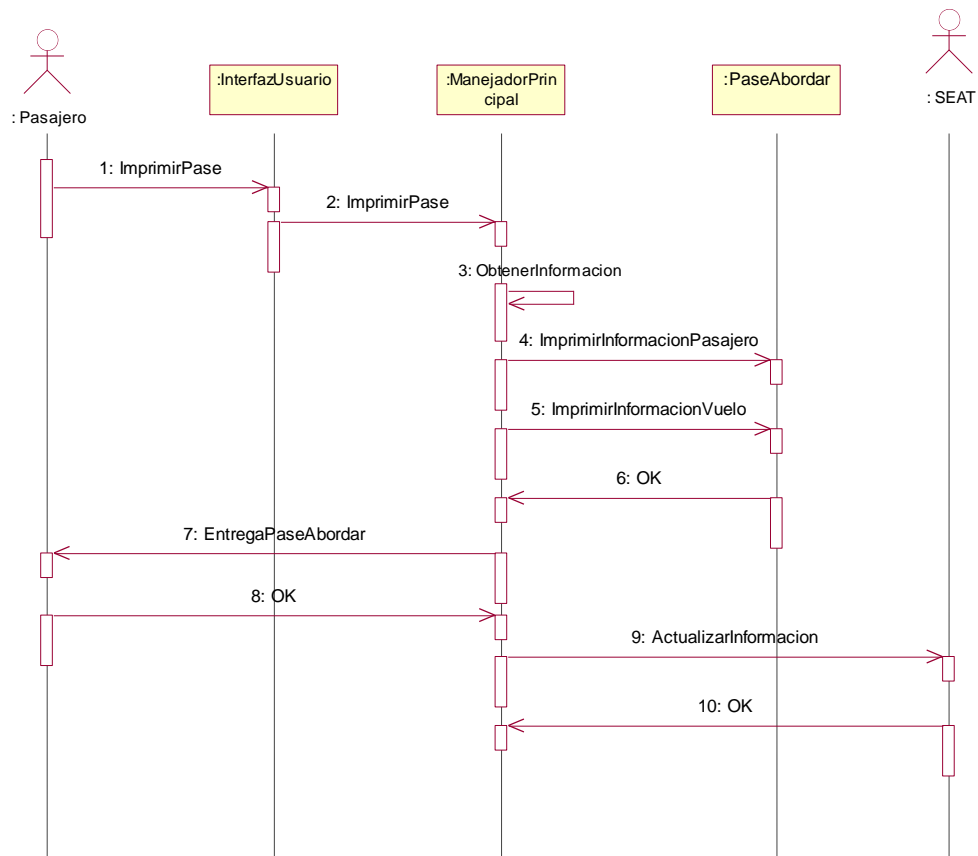 : Pasajero
:InterfazUsuario
:ManejadorPrin
cipal
:PaseAbordar
: SEAT
1: ImprimirPase
2: ImprimirPase
3: ObtenerInformacion
4: ImprimirInformacionPasajero
5: ImprimirInformacionVuelo
6: OK
7: EntregaPaseAbordar
8: OK
9: ActualizarInformacion
10: OK